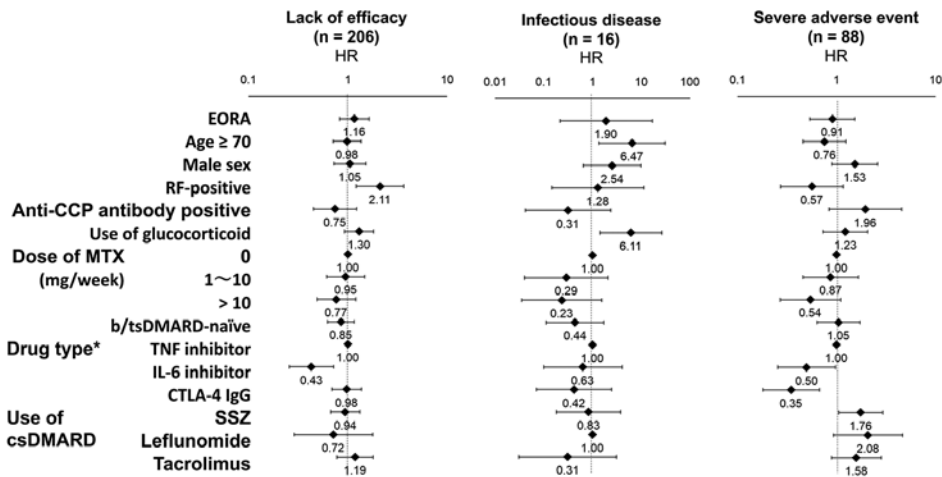 Lack of efficacy Infectious disease Severe adverse event
(n = 206) (n = 16) (n = 88)
HR HR HR
0.1 1 10 0.01 0.1 1 10 100 0.1 1 10
EORA 1.16 1.90 0.91
Age ≥ 70 0.98 6.47 0.76
Male sex 1.05 2.54 1.53
RF-positive 2.11 1.28 0.57
Anti-CCP antibody positive 0.75 0.31 1.96
Use of glucocorticoid 1.30 6.11 1.23
Dose of MTX 0 1.00 1.00 1.00
(mg/week) 1～10 0.95 0.29 0.87
> 10 0.77 0.23 0.54
b/tsDMARD-naïve 0.85 0.44 1.05
Drug type* TNF inhibitor 1.00 1.00 1.00
IL-6 inhibitor 0.43 0.63 0.50
CTLA-4 IgG 0.98 0.42 0.35
Use of SSZ 0.94 0.83 1.76
csDMARD Leflunomide 0.72 1.00 2.08
Tacrolimus 1.19 0.31 1.58